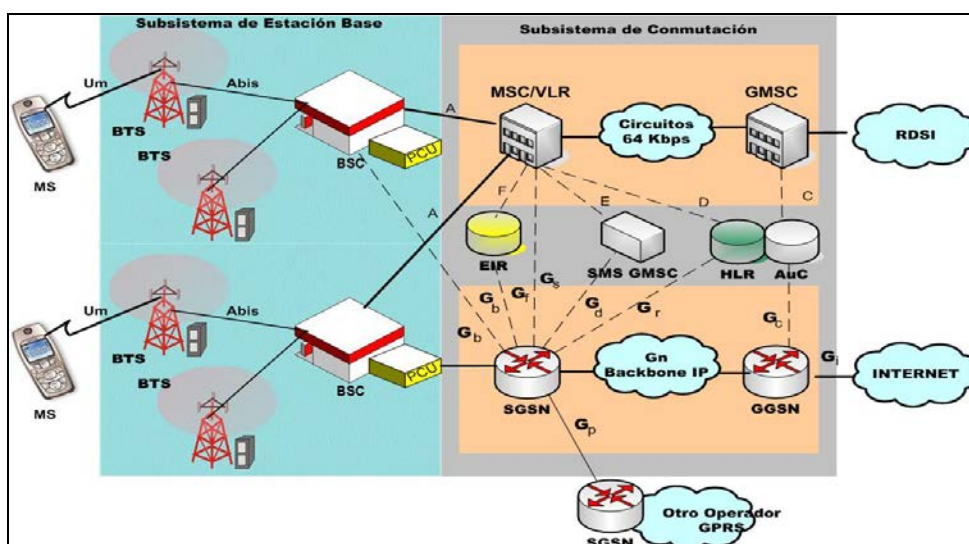 Subsistema de Estación Base
Subsistema de Conmutación
Um
Abis
BTS
MS
BTS
BSC
PCU
A
MSC/VLR
Circuitos
64 Kbps
GMSC
RDSI
A
F
E
D
C
EIR
SMS GMSC
HLR
AuC
Gb
Gb
Gf
Gs
Gd
Gr
Gc
Um
Abis
BTS
MS
BTS
BSC
PCU
SGSN
Gn
Backbone IP
GGSN
Gi
INTERNET
Gp
SGSN
Otro Operador
GPRS